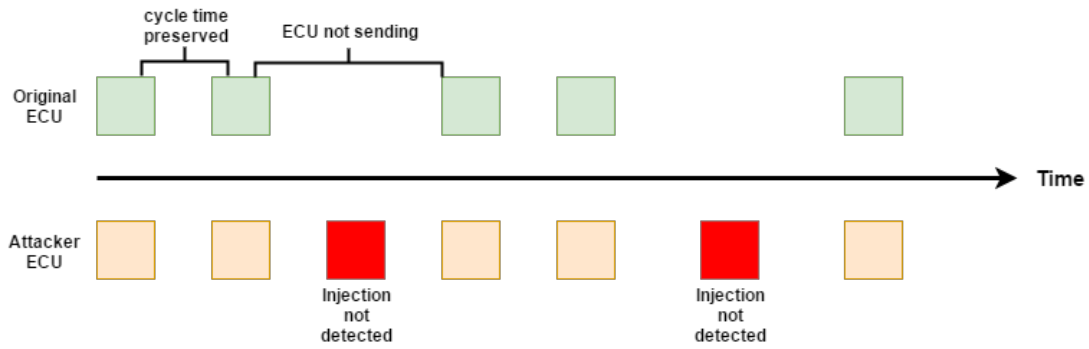 cycle time
preserved
ECU not sending
Original
ECU
Time
Attacker
ECU
Injection
not
detected
Injection
not
detected